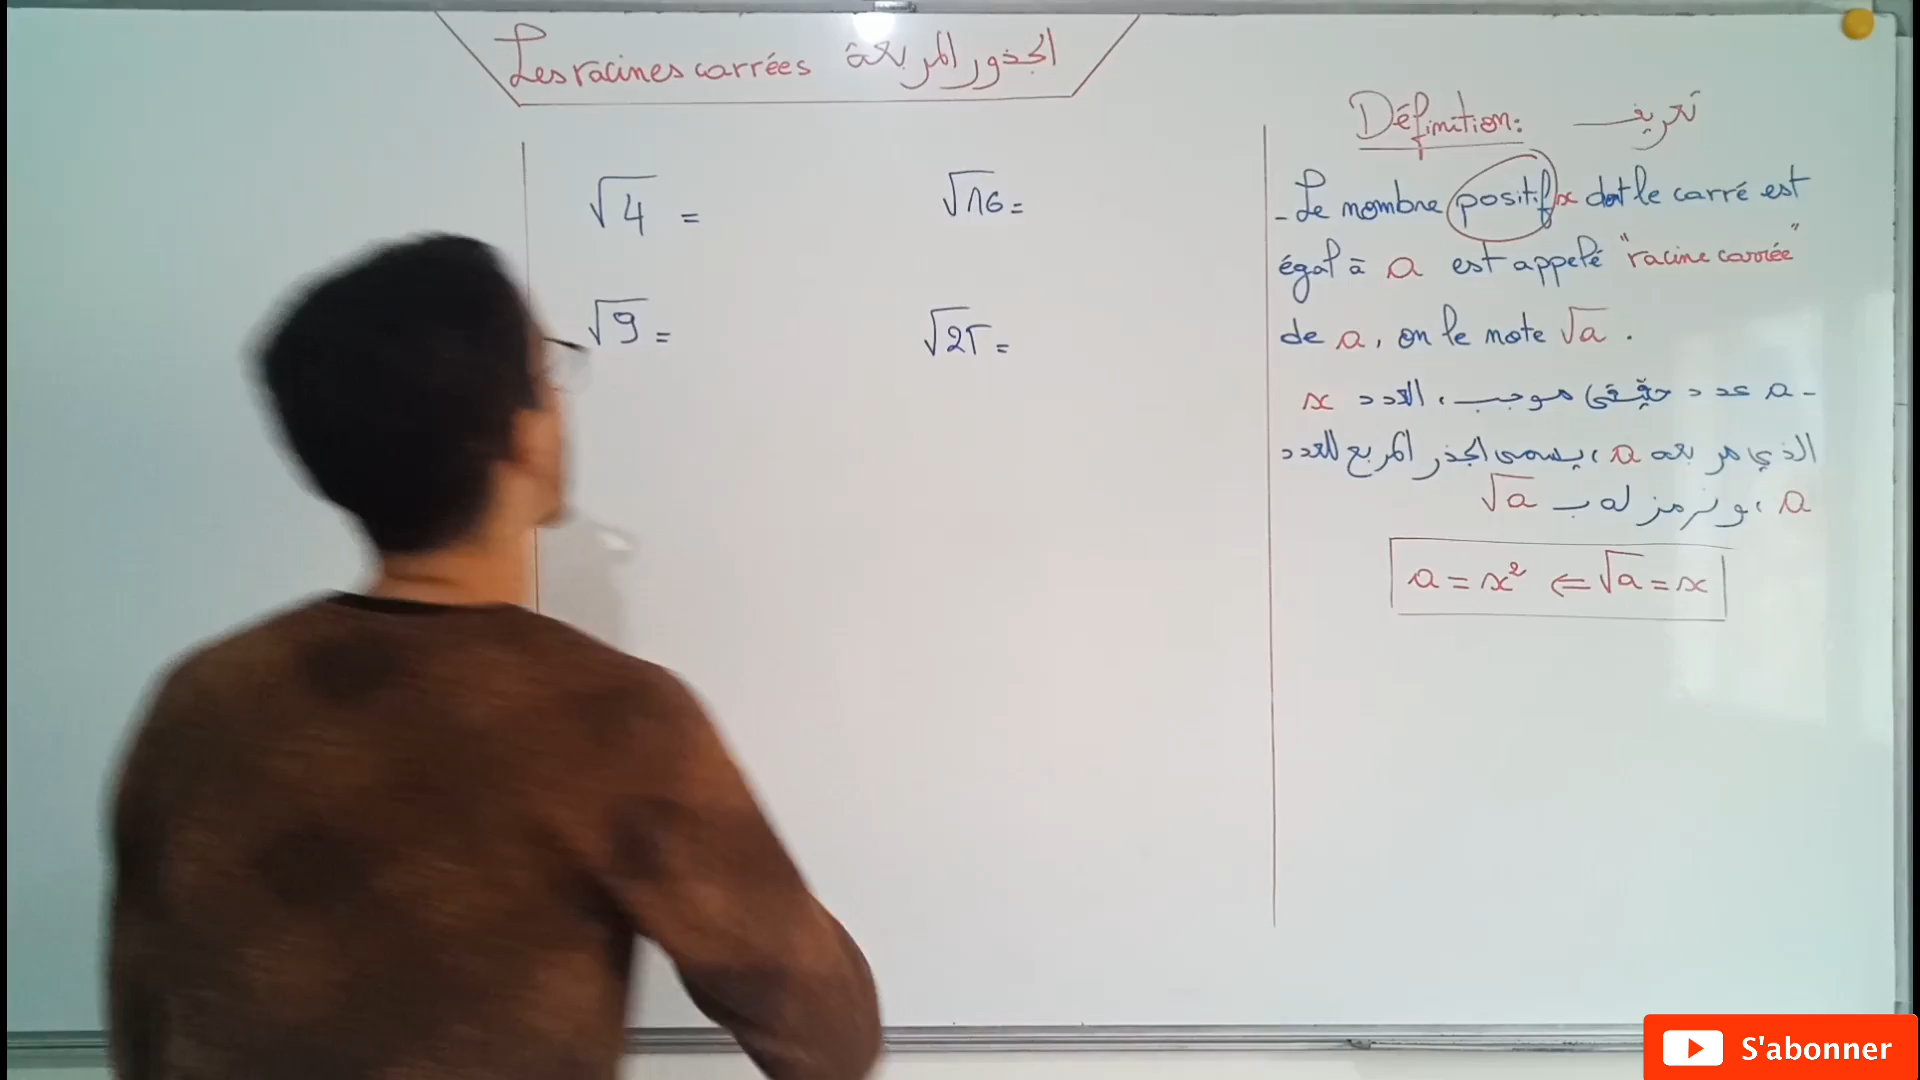 Les racines carrées الجذور المربعة
√4 =
√16 =
√9 =
√25 =
Définition: تعريف
- Le nombre positif x dont le carré est
égal à a est appelé "racine carrée"
de a, on le note √a.
- a عدد حقيقي موجب، العدد x
الذي مربعه a، يسمى الجذر المربع للعدد
a، ونرمز له ب √a
a = x² ⇐ √a = x
S'abonner